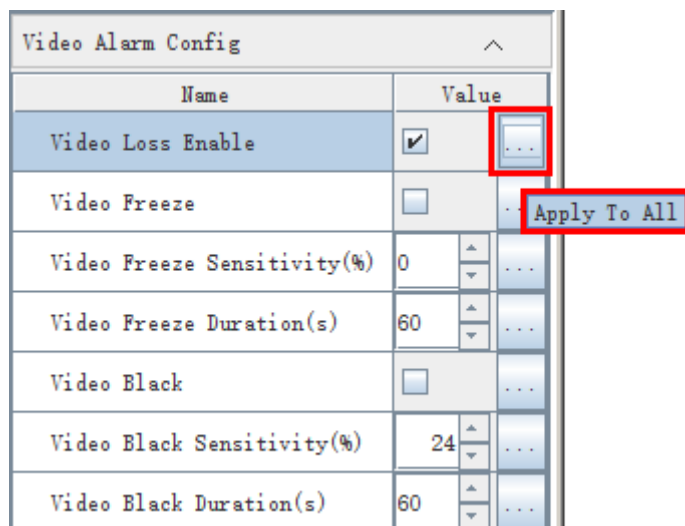 Video Alarm Config
Name Value
Video Loss Enable ...
Video Freeze ..
Apply To All
Video Freeze Sensitivity(%) 0 ...
Video Freeze Duration(s) 60 ...
Video Black ...
Video Black Sensitivity(%) 24 ...
Video Black Duration(s) 60 ...